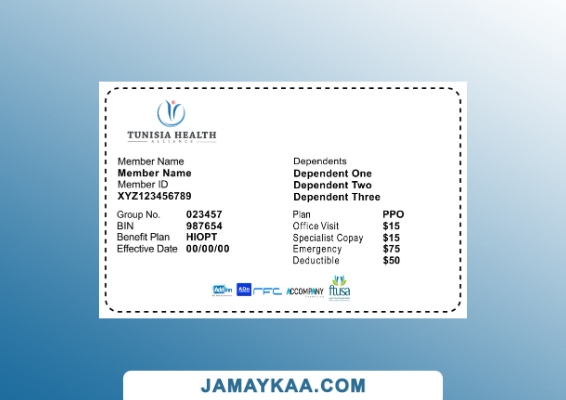 TUNISIA HEALTH
ALLIANCE
Member Name
Member Name
Member ID
XYZ123456789
Group No. 023457
BIN 987654
Benefit Plan HIOPT
Effective Date 00/00/00
Dependents
Dependent One
Dependent Two
Dependent Three
Plan PPO
Office Visit $15
Specialist Copay $15
Emergency $75
Deductible $50
RFC
ACCOMPANY
ftusa
JAMAYKAA.COM